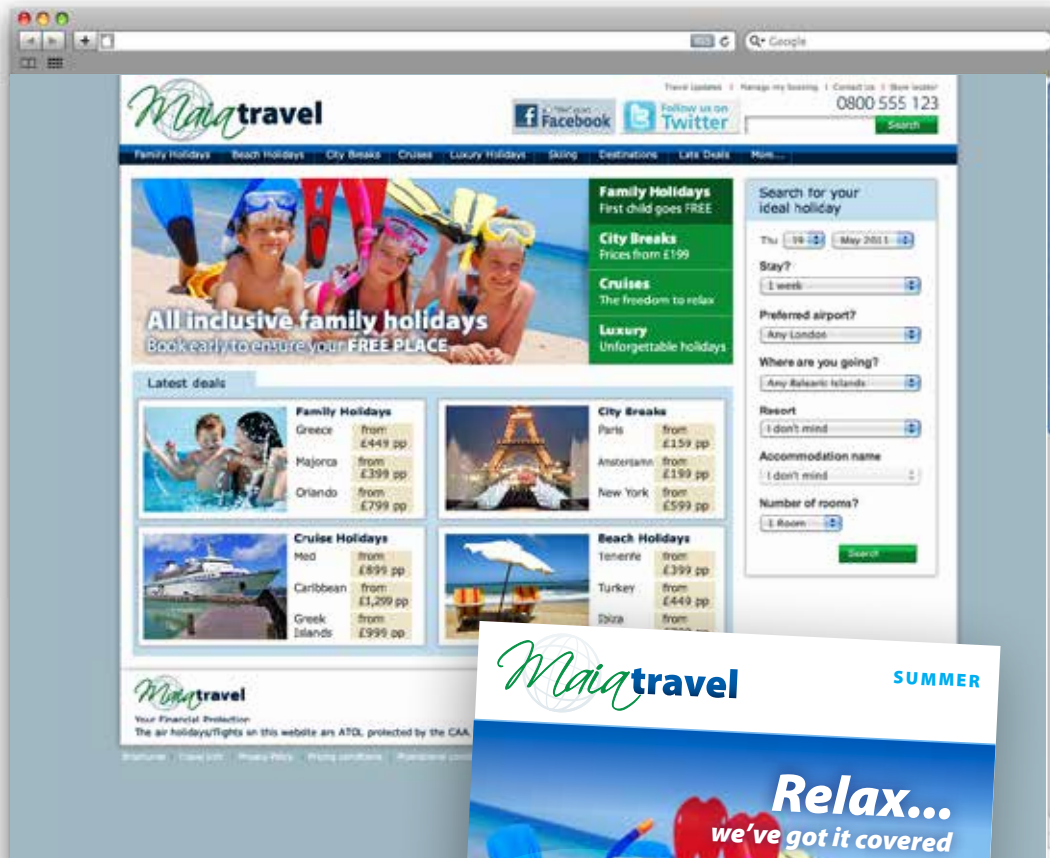 Google
Maiatravel
Facebook
Follow us on
Twitter
Travel Updates | Manage my booking | Contact Us | Store locator
0800 555 123
Search
Family Holidays Beach Holidays City Breaks Cruises Luxury Holidays Skiing Destinations Late Deals More...
All inclusive family holidays
Book early to ensure your FREE PLACE
Family Holidays
First child goes FREE
City Breaks
Prices from £199
Cruises
The freedom to relax
Luxury
Unforgettable holidays
Search for your
ideal holiday
Thu 19 May 2011
Stay?
1 week
Preferred airport?
Any London
Where are you going?
Any Balearic Islands
Resort
I don't mind
Accommodation name
I don't mind
Number of rooms?
1 Room
Search
Latest deals
Family Holidays
Greece from
£449 pp
Majorca from
£399 pp
Orlando from
£799 pp
City Breaks
Paris from
£159 pp
Amsterdamn from
£199 pp
New York from
£599 pp
Cruise Holidays
Med from
£899 pp
Caribbean from
£1,299 pp
Greek from
Islands £999 pp
Beach Holidays
Tenerife from
£399 pp
Turkey from
£449 pp
Ibiza from
Maiatravel
Your Financial Protection
The air holidays/flights on this website are ATOL protected by the CAA.
Privacy Policy
Maiatravel
SUMMER
Relax...
we've got it covered